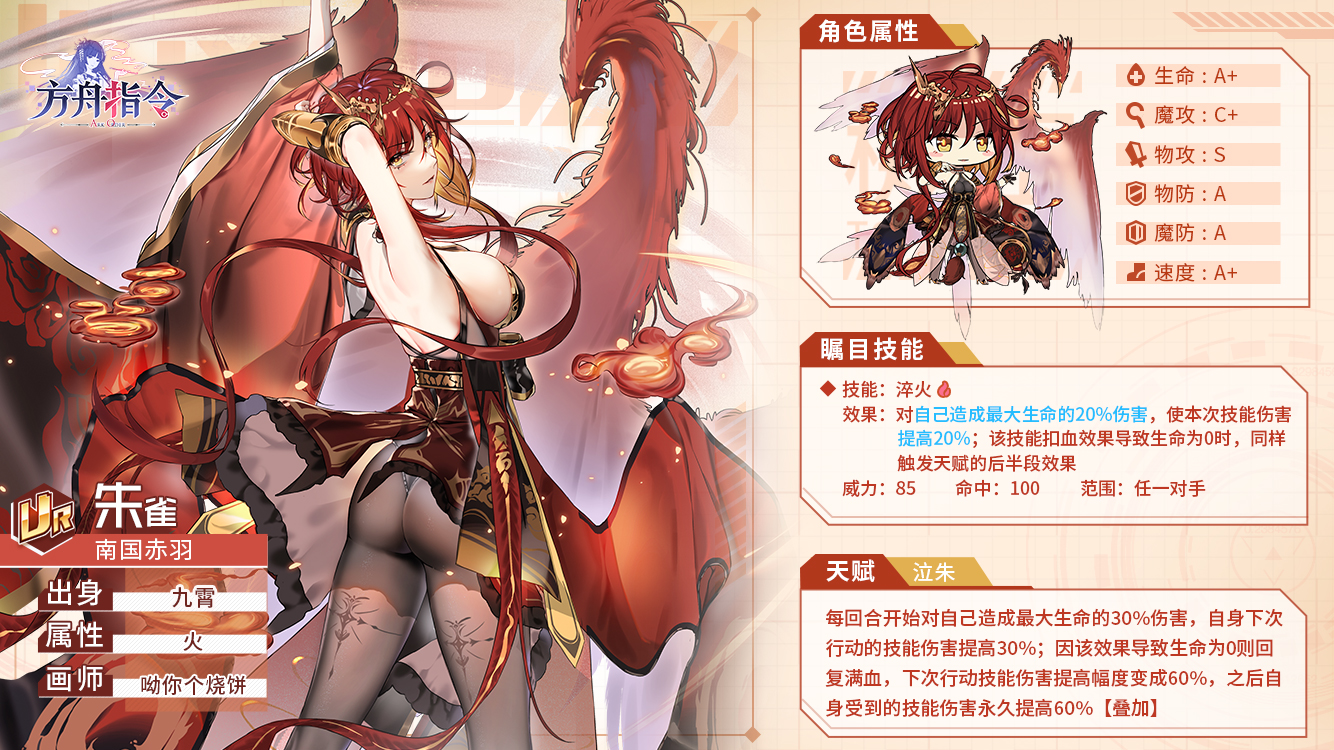 方舟指令
ARK ORDER
UR
朱雀
南国赤羽
出身 九霄
属性 火
画师 呦你个烧饼
角色属性
生命：A+
魔攻：C+
物攻：S
物防：A
魔防：A
速度：A+
瞩目技能
技能：淬火
效果：对自己造成最大生命的20%伤害，使本次技能伤害
提高20%；该技能扣血效果导致生命为0时，同样
触发天赋的后半段效果
威力：85 命中：100 范围：任一对手
天赋 泣朱
每回合开始对自己造成最大生命的30%伤害，自身下次
行动的技能伤害提高30%；因该效果导致生命为0则回
复满血，下次行动技能伤害提高幅度变成60%，之后自
身受到的技能伤害永久提高60%【叠加】